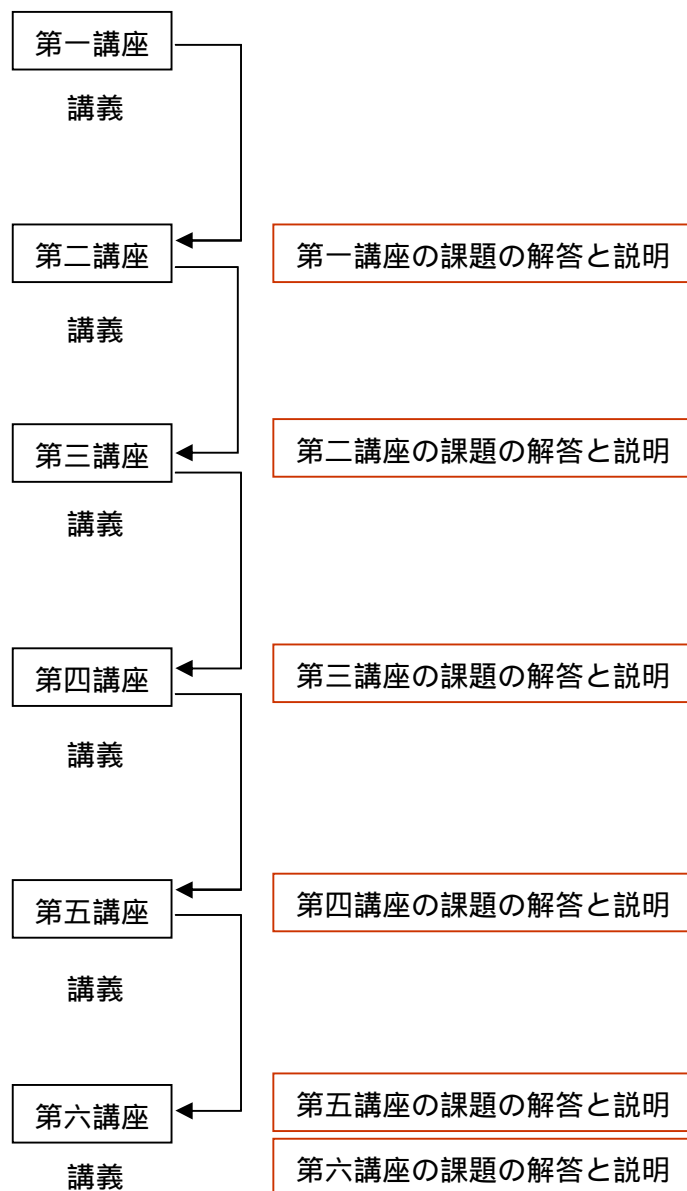 第一講座
講義
第二講座
第一講座の課題の解答と説明
講義
第三講座
第二講座の課題の解答と説明
講義
第四講座
第三講座の課題の解答と説明
講義
第五講座
第四講座の課題の解答と説明
講義
第六講座
第五講座の課題の解答と説明
講義
第六講座の課題の解答と説明